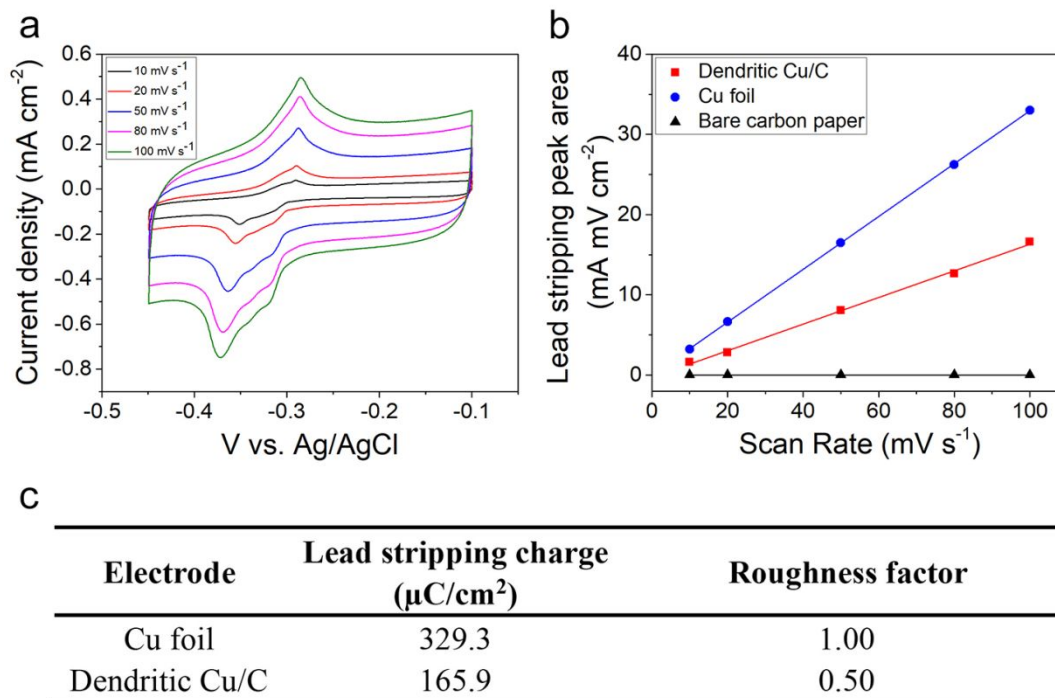 a
0.6
0.4
0.2
0.0
-0.2
-0.4
-0.6
-0.8
Current density (mA cm⁻²)
10 mV s⁻¹
20 mV s⁻¹
50 mV s⁻¹
80 mV s⁻¹
100 mV s⁻¹
-0.5 -0.4 -0.3 -0.2 -0.1
V vs. Ag/AgCl
b
40
30
20
10
0
Lead stripping peak area
(mA mV cm⁻²)
Dendritic Cu/C
Cu foil
Bare carbon paper
0 20 40 60 80 100
Scan Rate (mV s⁻¹)
c
Electrode Lead stripping charge (μC/cm²) Roughness factor
Cu foil 329.3 1.00
Dendritic Cu/C 165.9 0.50